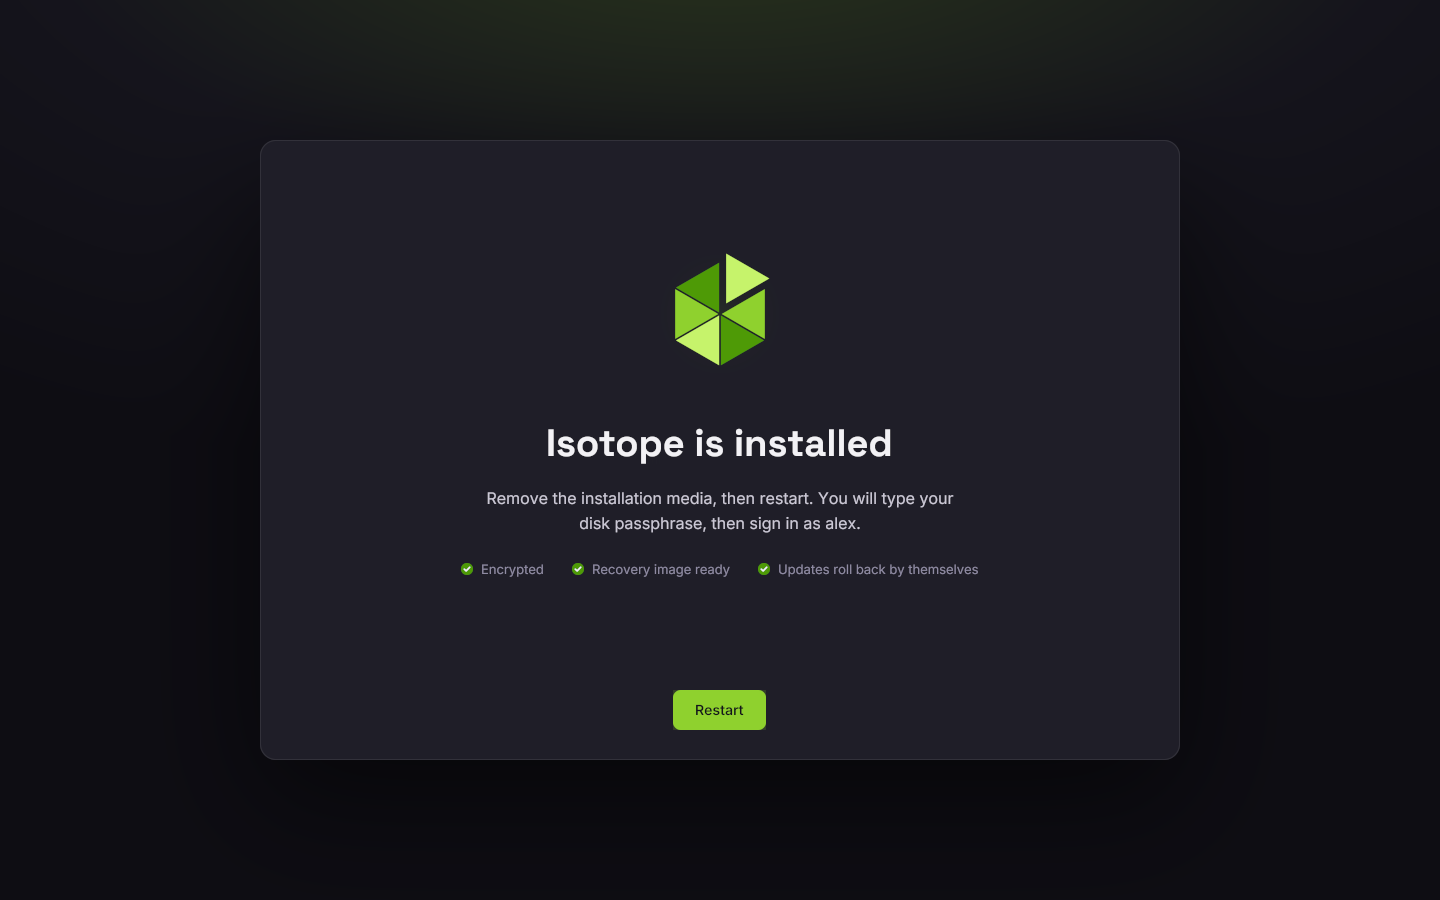 Isotope is installed
Remove the installation media, then restart. You will type your
disk passphrase, then sign in as alex.
Encrypted
Recovery image ready
Updates roll back by themselves
Restart